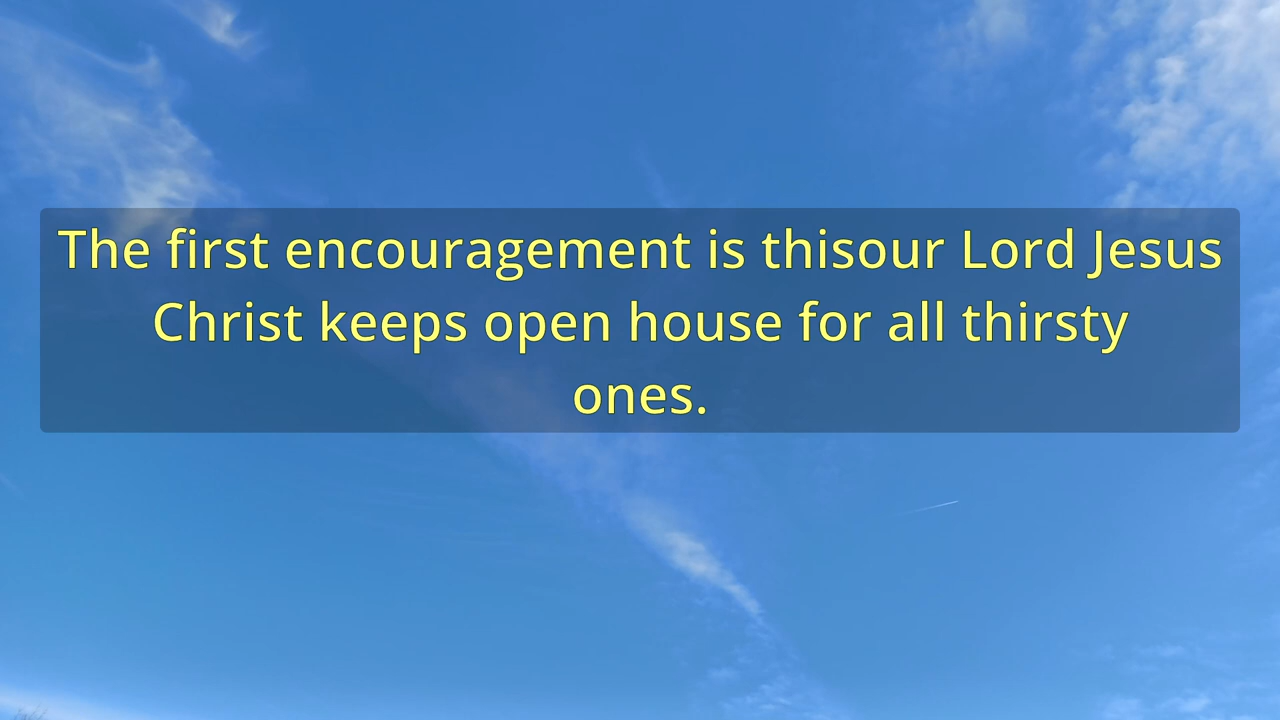 The first encouragement is thisour Lord Jesus
Christ keeps open house for all thirsty
ones.